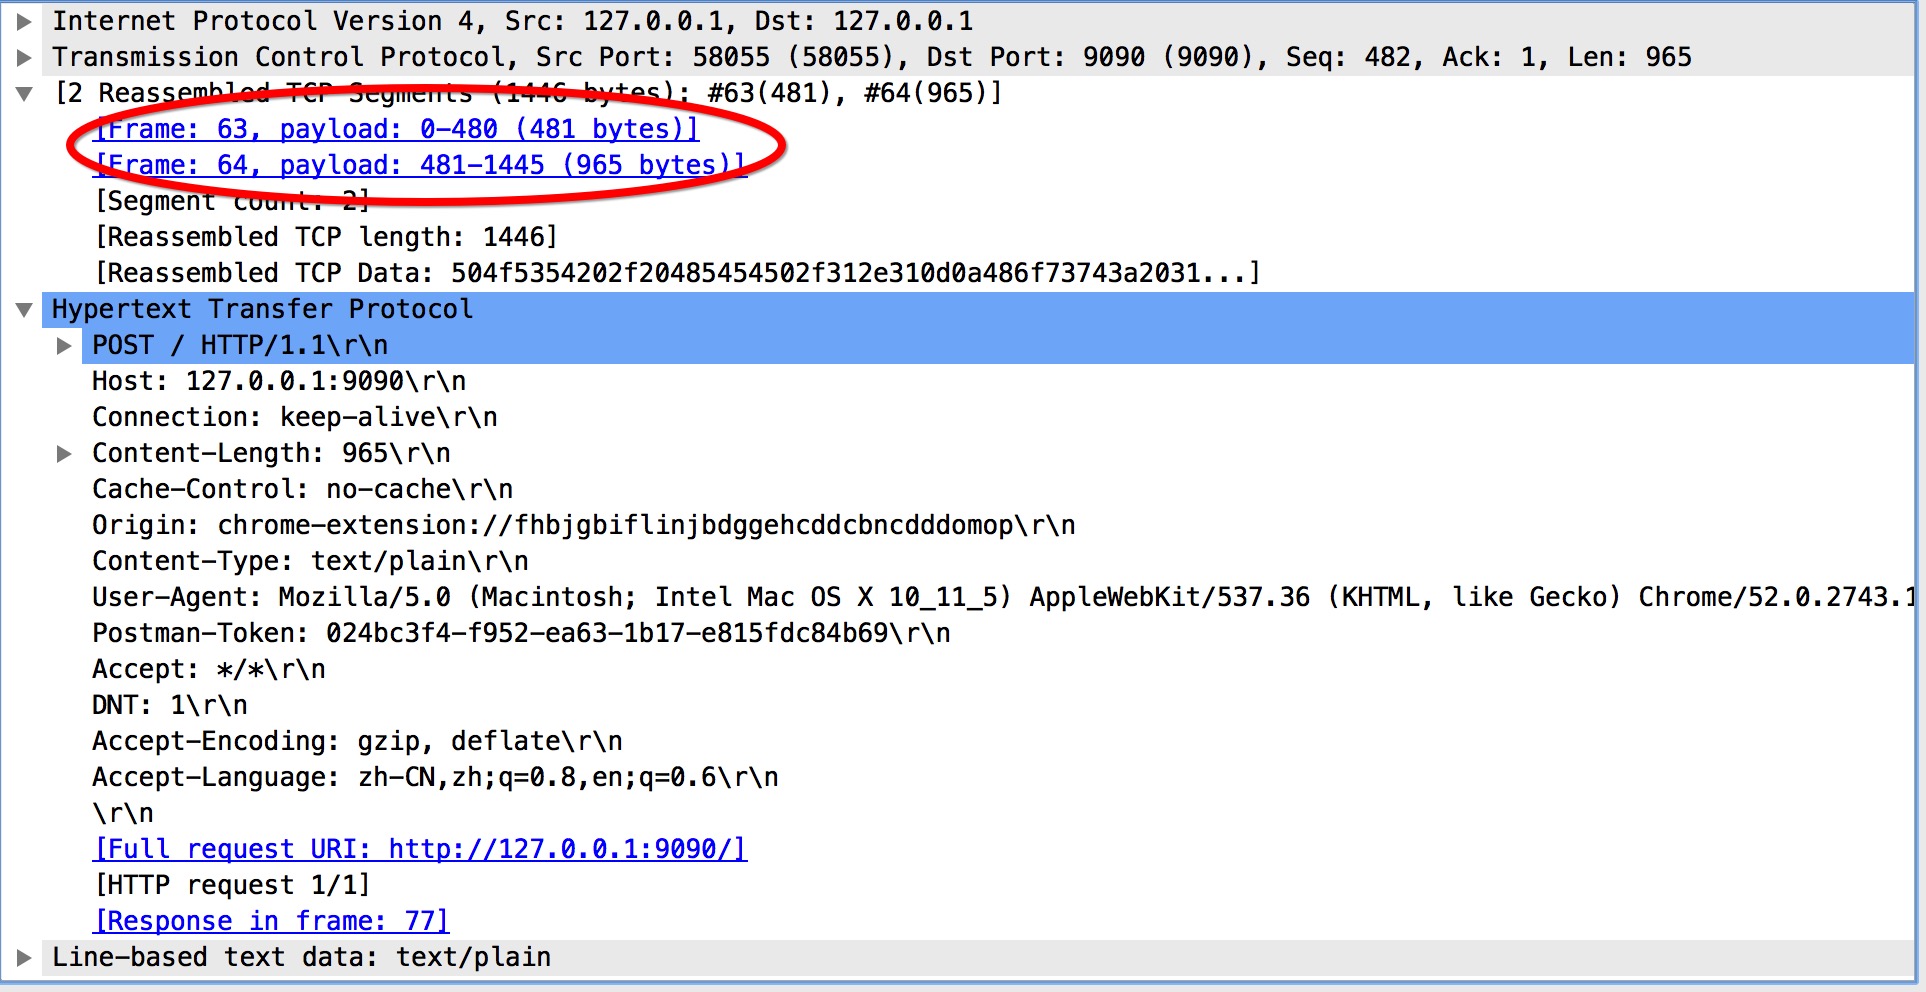 Internet Protocol Version 4, Src: 127.0.0.1, Dst: 127.0.0.1
Transmission Control Protocol, Src Port: 58055 (58055), Dst Port: 9090 (9090), Seq: 482, Ack: 1, Len: 965
[2 Reassembled TCP Segments (1446 bytes): #63(481), #64(965)]
[Frame: 63, payload: 0-480 (481 bytes)]
[Frame: 64, payload: 481-1445 (965 bytes)]
[Segment count: 2]
[Reassembled TCP length: 1446]
[Reassembled TCP Data: 504f5354202f20485454502f312e310d0a486f73743a2031...]
Hypertext Transfer Protocol
POST / HTTP/1.1\r\n
Host: 127.0.0.1:9090\r\n
Connection: keep-alive\r\n
Content-Length: 965\r\n
Cache-Control: no-cache\r\n
Origin: chrome-extension://fhbjgbiflinjbdggehcddcbncdddomop\r\n
Content-Type: text/plain\r\n
User-Agent: Mozilla/5.0 (Macintosh; Intel Mac OS X 10_11_5) AppleWebKit/537.36 (KHTML, like Gecko) Chrome/52.0.2743.1
Postman-Token: 024bc3f4-f952-ea63-1b17-e815fdc84b69\r\n
Accept: */*\r\n
DNT: 1\r\n
Accept-Encoding: gzip, deflate\r\n
Accept-Language: zh-CN,zh;q=0.8,en;q=0.6\r\n
\r\n
[Full request URI: http://127.0.0.1:9090/]
[HTTP request 1/1]
[Response in frame: 77]
Line-based text data: text/plain